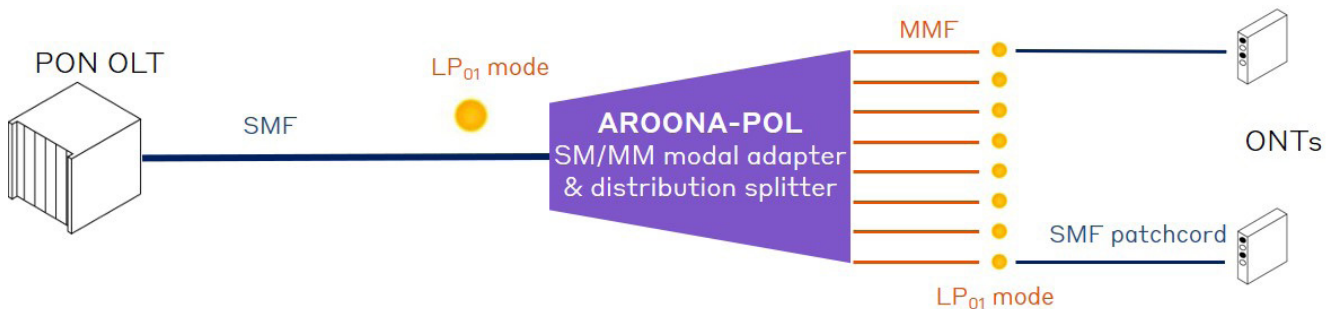 PON OLT
SMF
LP₀₁ mode
AROONA-POL
SM/MM modal adapter
& distribution splitter
MMF
LP₀₁ mode
SMF patchcord
ONTs